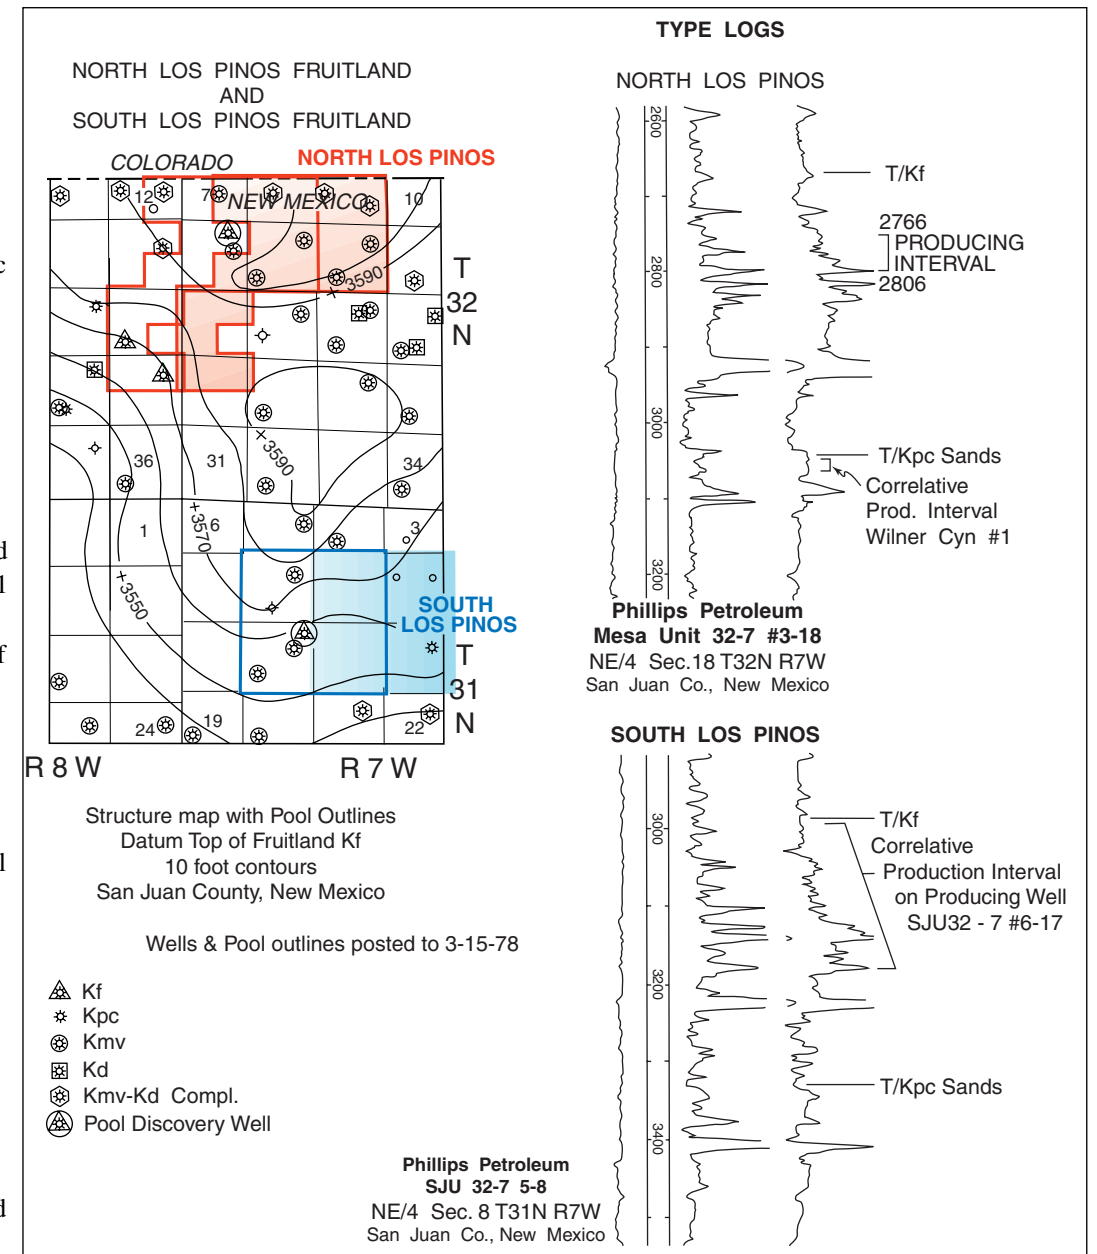 TYPE LOGS
NORTH LOS PINOS FRUITLAND
AND
SOUTH LOS PINOS FRUITLAND
COLORADO
NORTH LOS PINOS
12
7
NEW MEXICO
10
3590
T
32
N
3590
36
31
34
1
6
3
3570
3550
SOUTH
LOS PINOS
T
31
N
24
19
22
R 8 W
R 7 W
Structure map with Pool Outlines
Datum Top of Fruitland Kf
10 foot contours
San Juan County, New Mexico
Wells & Pool outlines posted to 3-15-78
Kf
Kpc
Kmv
Kd
Kmv-Kd Compl.
Pool Discovery Well
NORTH LOS PINOS
2600
T/Kf
2766
PRODUCING
INTERVAL
2806
2800
3000
T/Kpc Sands
Correlative
Prod. Interval
Wilner Cyn #1
3200
Phillips Petroleum
Mesa Unit 32-7 #3-18
NE/4 Sec.18 T32N R7W
San Juan Co., New Mexico
SOUTH LOS PINOS
3000
T/Kf
Correlative
Production Interval
on Producing Well
SJU32 - 7 #6-17
3200
T/Kpc Sands
3400
Phillips Petroleum
SJU 32-7 5-8
NE/4 Sec. 8 T31N R7W
San Juan Co., New Mexico
c
d
l
f
l
d